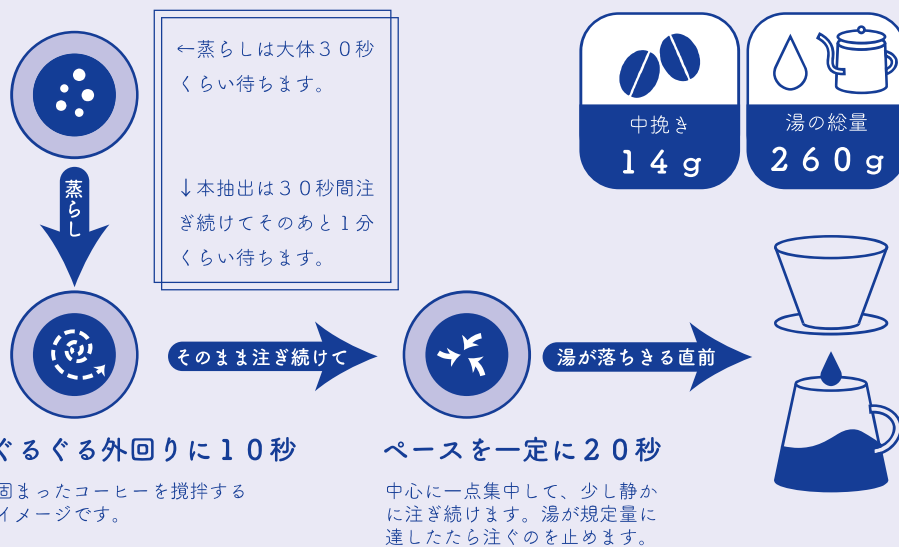 ←蒸らしは大体３０秒
くらい待ちます。
↓本抽出は３０秒間注
ぎ続けてそのあと１分
くらい待ちます。
中挽き
14g
湯の総量
260g
蒸らし
そのまま注ぎ続けて
湯が落ちきる直前
ぐるぐる外回りに１０秒
固まったコーヒーを撹拌する
イメージです。
ペースを一定に２０秒
中心に一点集中して、少し静か
に注ぎ続けます。湯が規定量に
達したたら注ぐのを止めます。